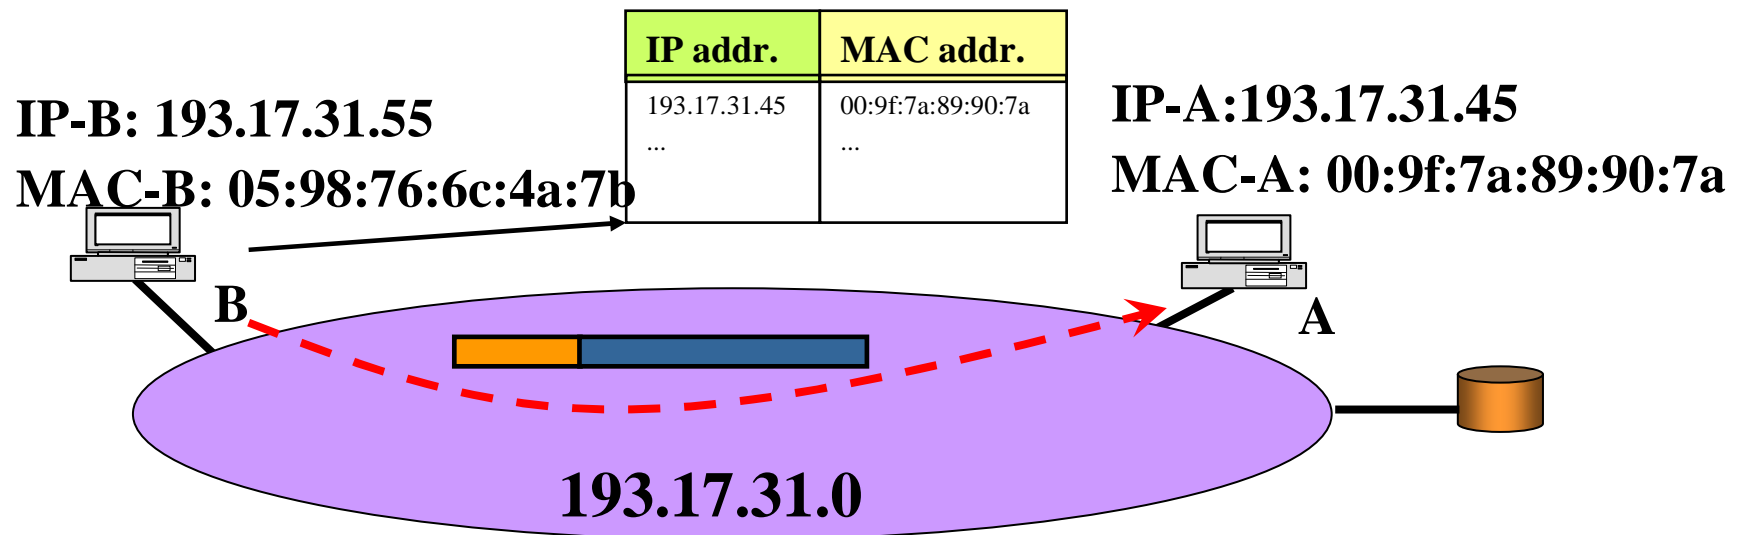 IP addr. MAC addr.
193.17.31.45 00:9f:7a:89:90:7a
... ...
IP-B: 193.17.31.55
MAC-B: 05:98:76:6c:4a:7b
IP-A:193.17.31.45
MAC-A: 00:9f:7a:89:90:7a
B
A
193.17.31.0